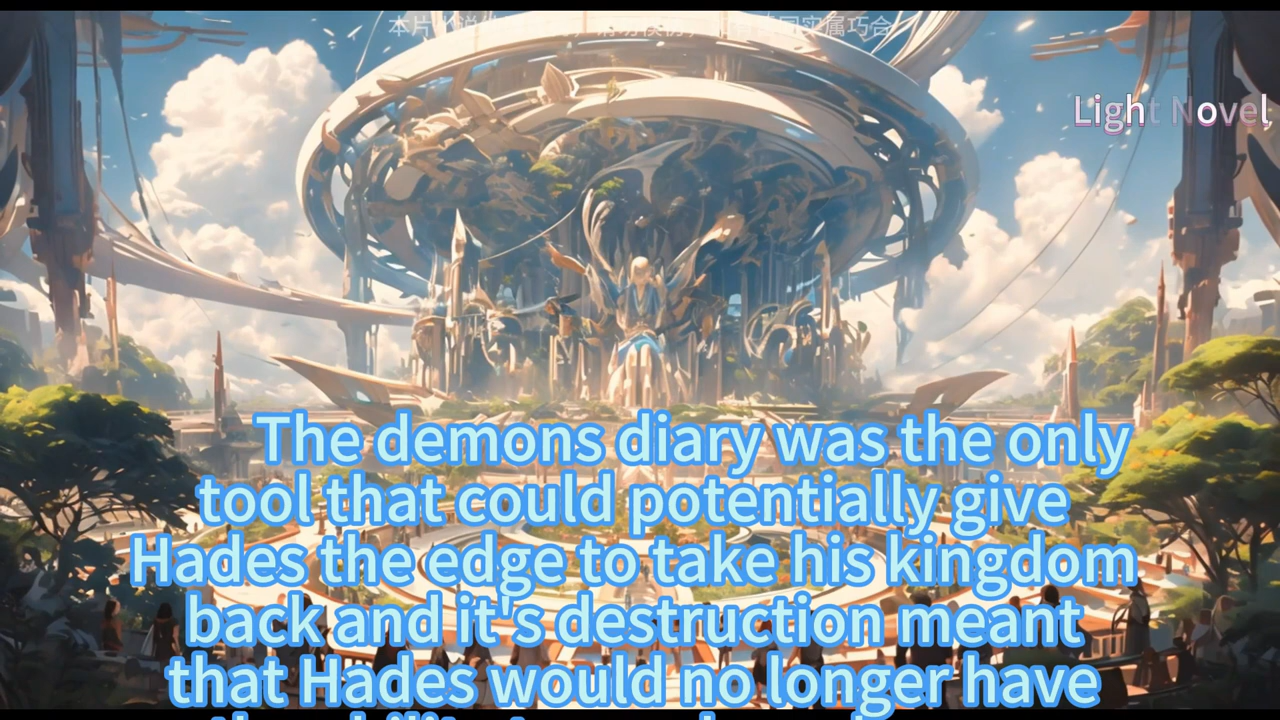 Light Novel
The demons diary was the only
tool that could potentially give
Hades the edge to take his kingdom
back and it's destruction meant
that Hades would no longer have